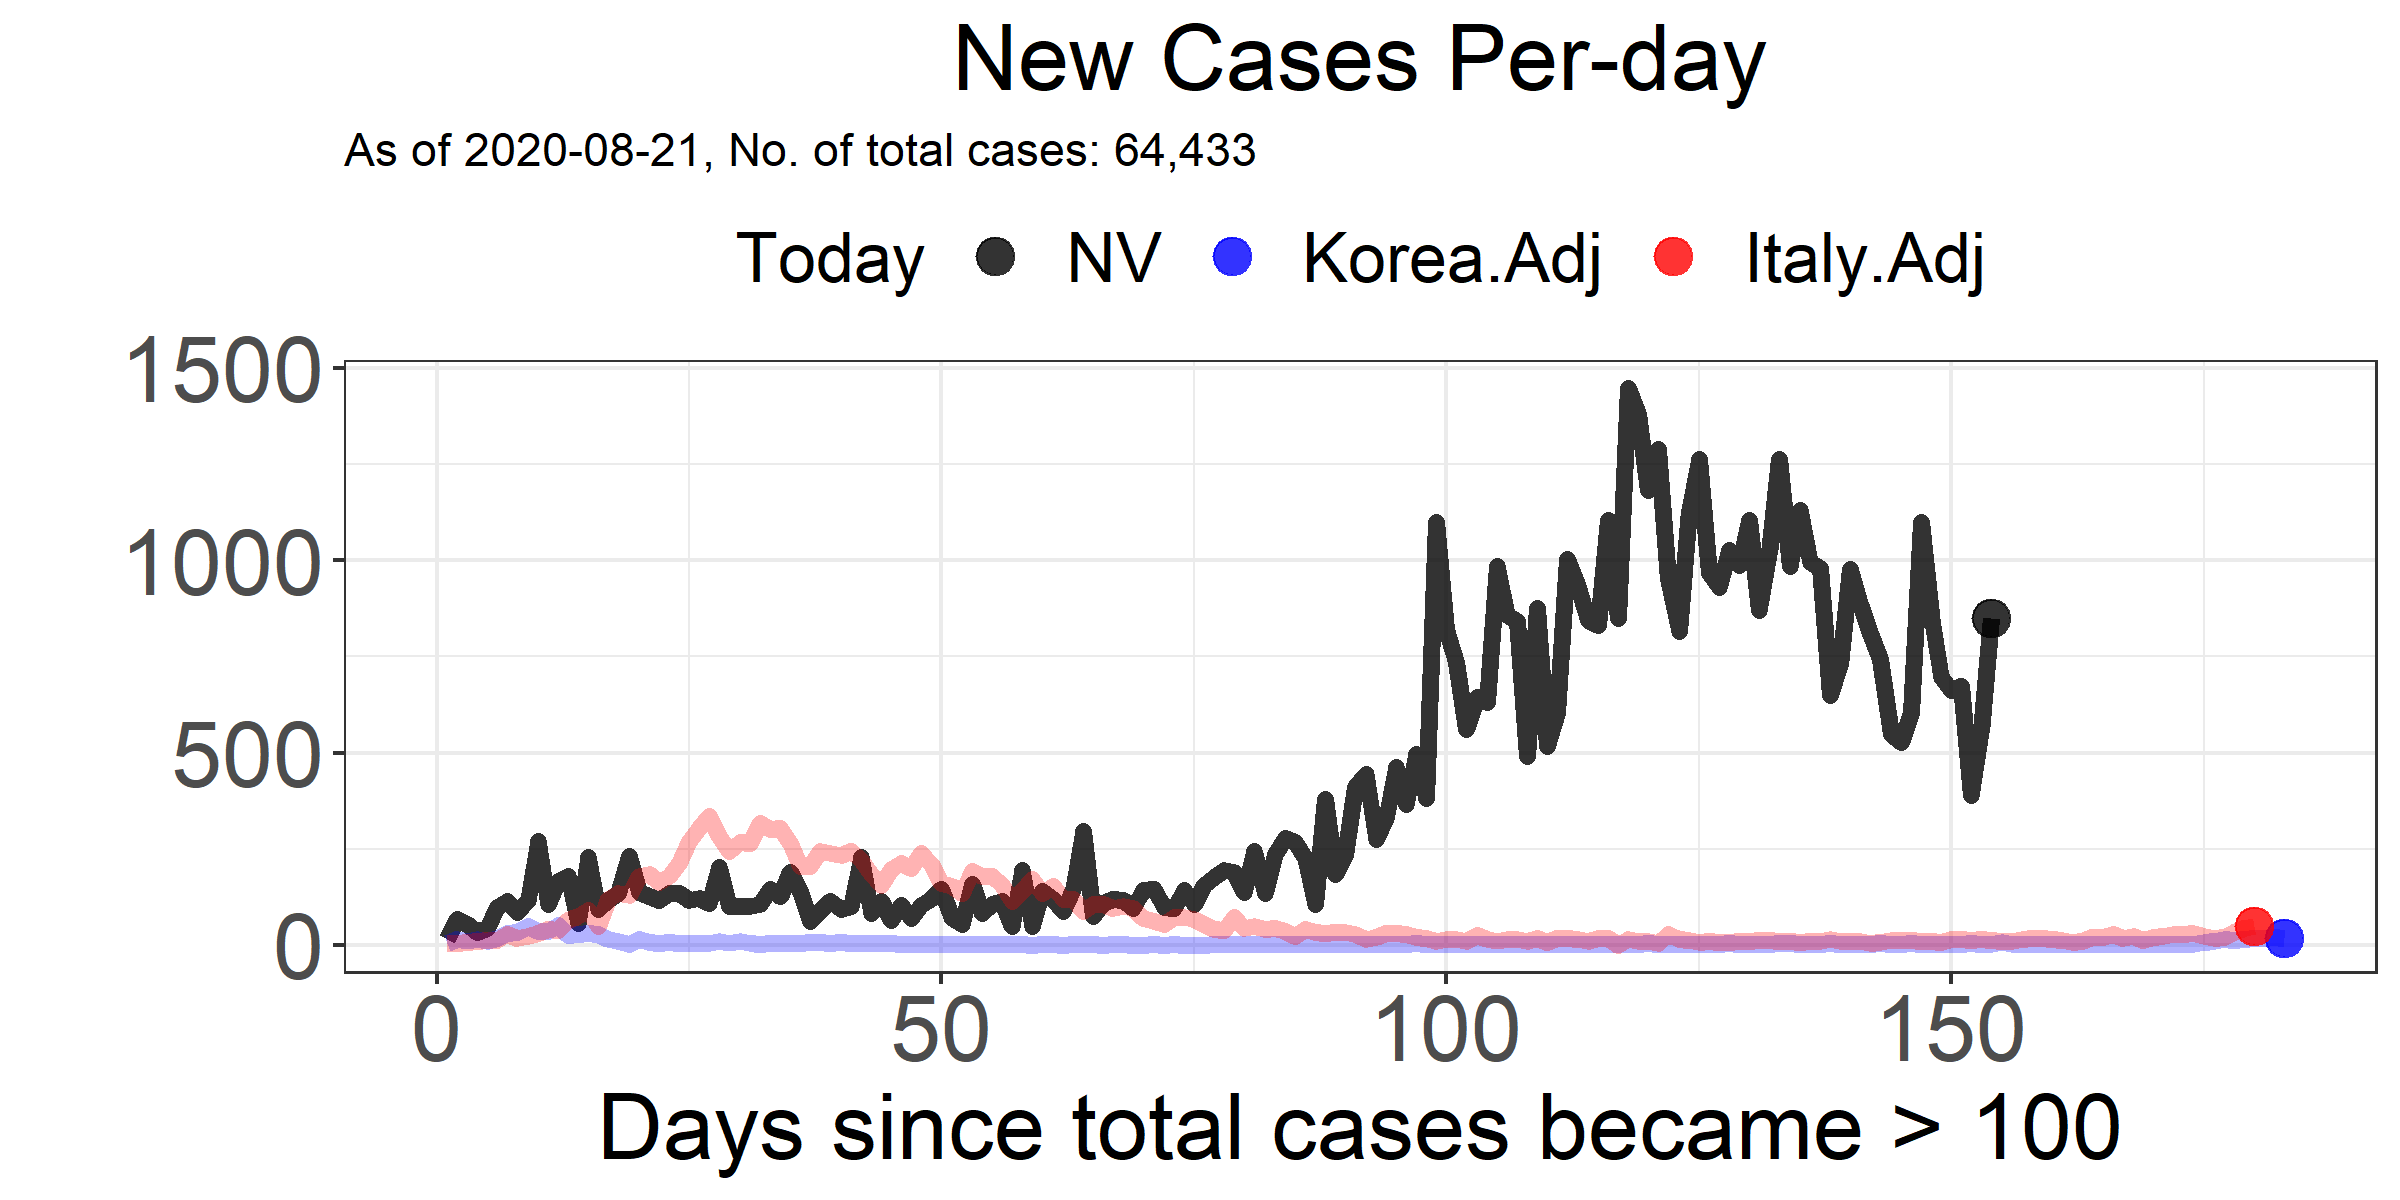 New Cases Per-day
As of 2020-08-21, No. of total cases: 64,433
Today NV Korea.Adj Italy.Adj
1500
1000
500
0
0 50 100 150
Days since total cases became > 100